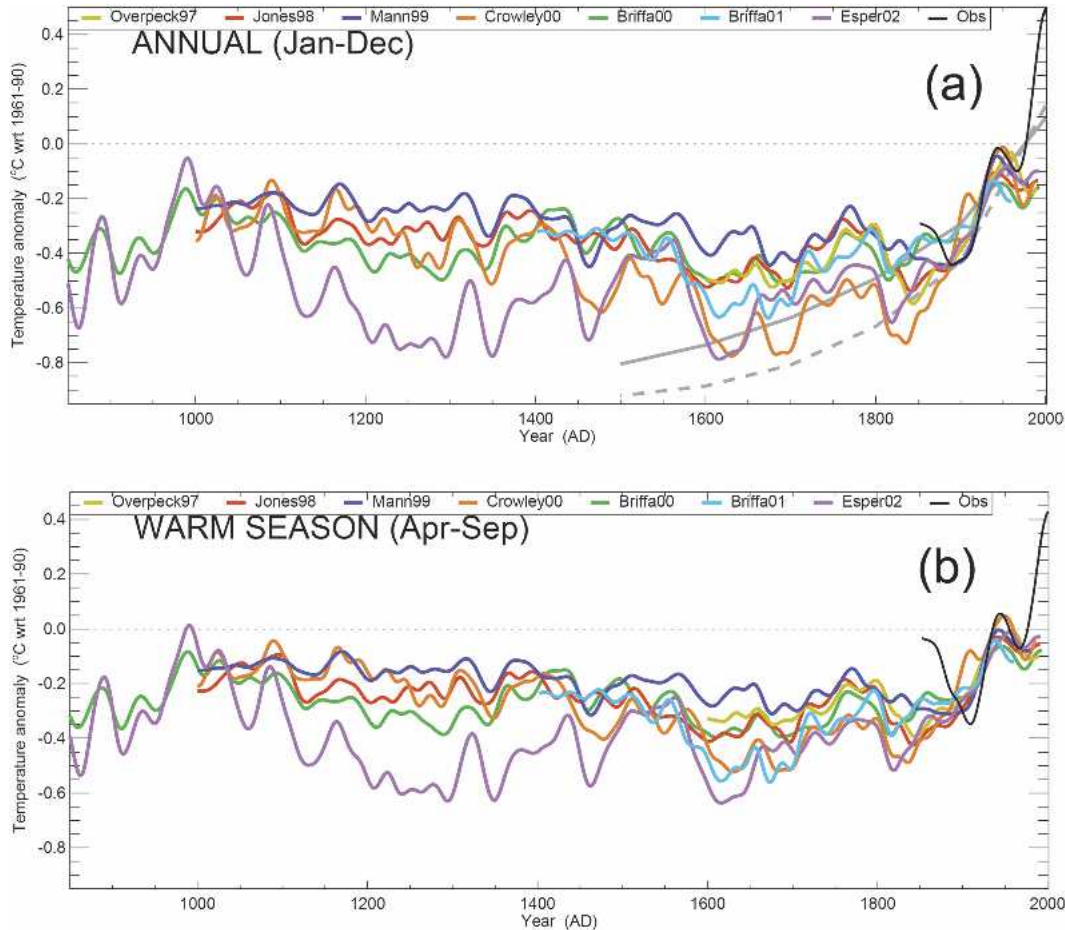 Overpeck97 Jones98 Mann99 Crowley00 Briffa00 Briffa01 Esper02 Obs
ANNUAL (Jan-Dec)
(a)
Temperature anomaly (°C wrt 1961-90)
0.4
0.2
0.0
-0.2
-0.4
-0.6
-0.8
1000 1200 1400 1600 1800 2000
Year (AD)
Overpeck97 Jones98 Mann99 Crowley00 Briffa00 Briffa01 Esper02 Obs
WARM SEASON (Apr-Sep)
(b)
Temperature anomaly (°C wrt 1961-90)
0.4
0.2
0.0
-0.2
-0.4
-0.6
-0.8
1000 1200 1400 1600 1800 2000
Year (AD)